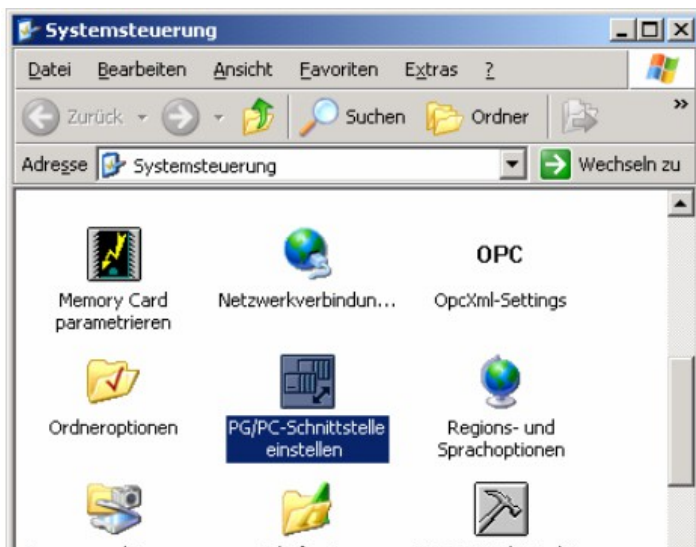 Systemsteuerung
Datei Bearbeiten Ansicht Favoriten Extras ?
Zurück Suchen Ordner »
Adresse Systemsteuerung Wechseln zu
OPC
Memory Card parametrieren
Netzwerkverbindun...
OpcXml-Settings
Ordneroptionen
PG/PC-Schnittstelle
einstellen
Regions- und
Sprachoptionen